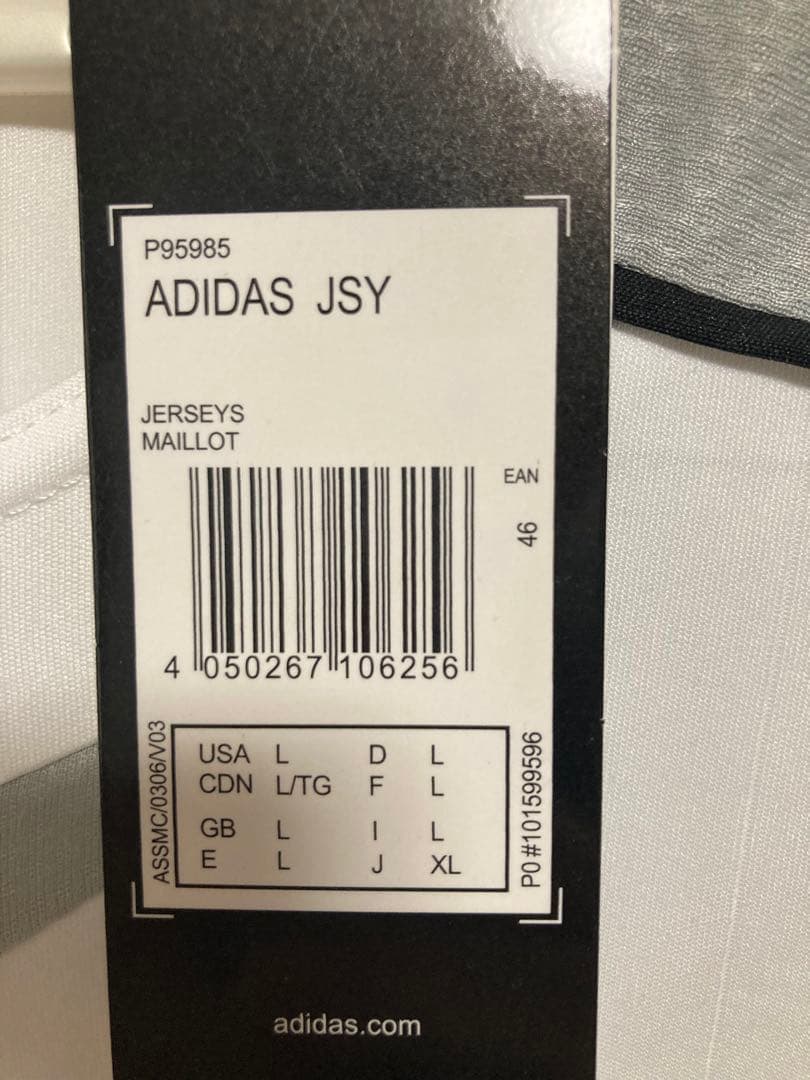 P95985
ADIDAS JSY
JERSEYS
MAILLOT
EAN
46
4 050267 106256
ASSMC/0306/V03
USA L D L
CDN L/TG F L
GB L I L
E L J XL
PO#101599596
adidas.com